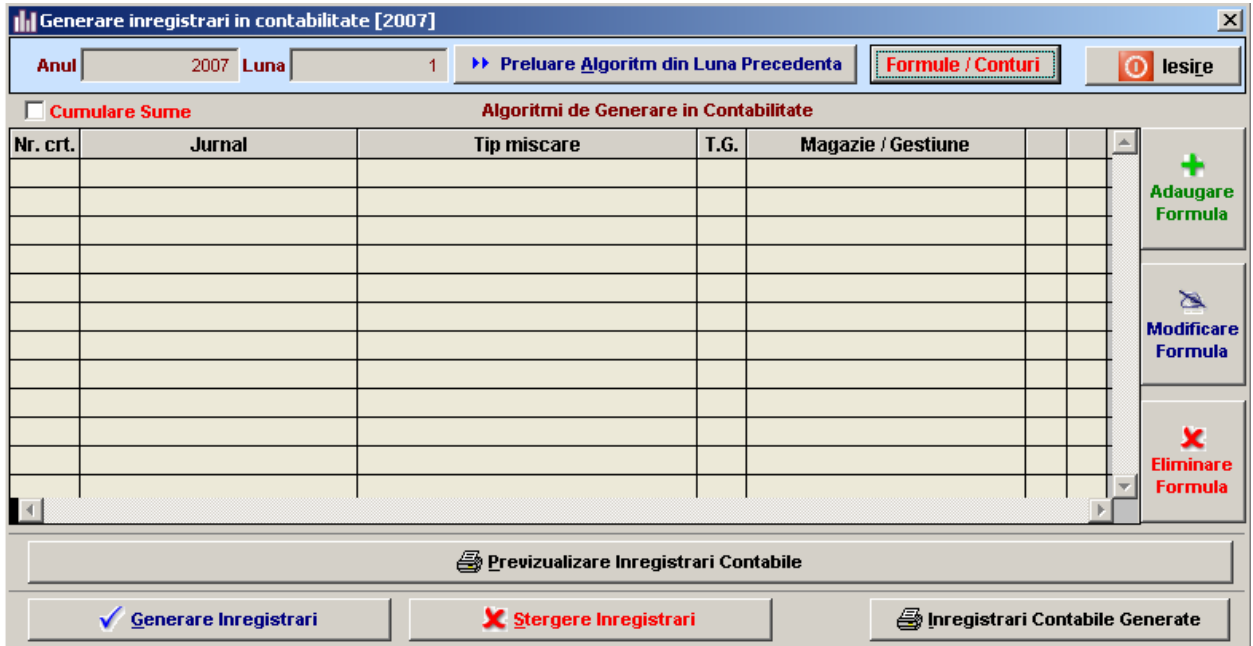 Generare inregistrari in contabilitate [2007]
Anul 2007 Luna 1 Preluare Algoritm din Luna Precedenta Formule / Conturi Iesire
Cumulare Sume Algoritmi de Generare in Contabilitate
Nr. crt. Jurnal Tip miscare T.G. Magazie / Gestiune
Adaugare
Formula
Modificare
Formula
Eliminare
Formula
Previzualizare Inregistrari Contabile
Generare Inregistrari Stergere Inregistrari Inregistrari Contabile Generate